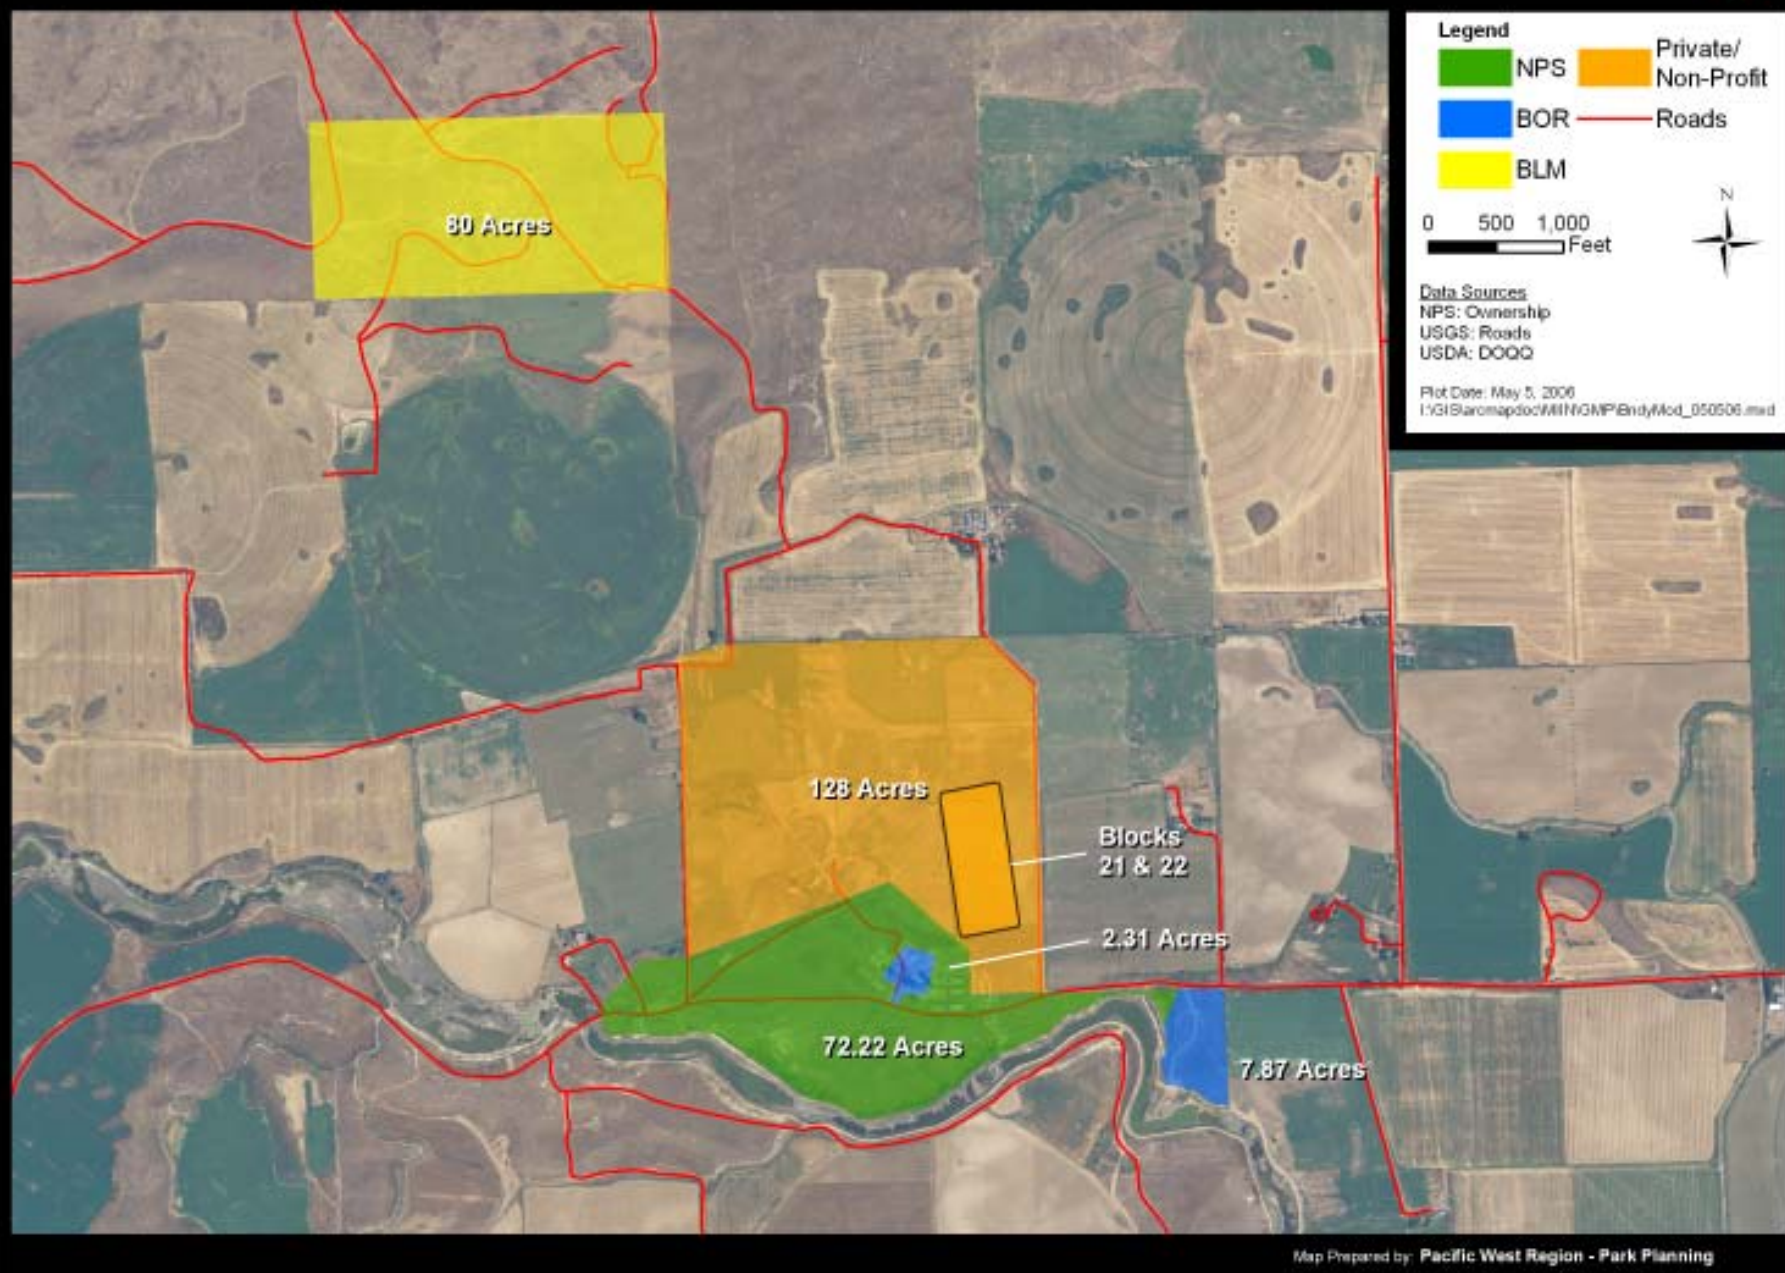 Legend
NPS
Private/
Non-Profit
BOR
Roads
BLM
N
0 500 1,000
Feet
Data Sources
NPS: Ownership
USGS: Roads
USDA: DOQQ
Plot Date: May 5, 2006
80 Acres
128 Acres
Blocks
21 & 22
2.31 Acres
72.22 Acres
7.87 Acres
Map Prepared by: Pacific West Region - Park Planning